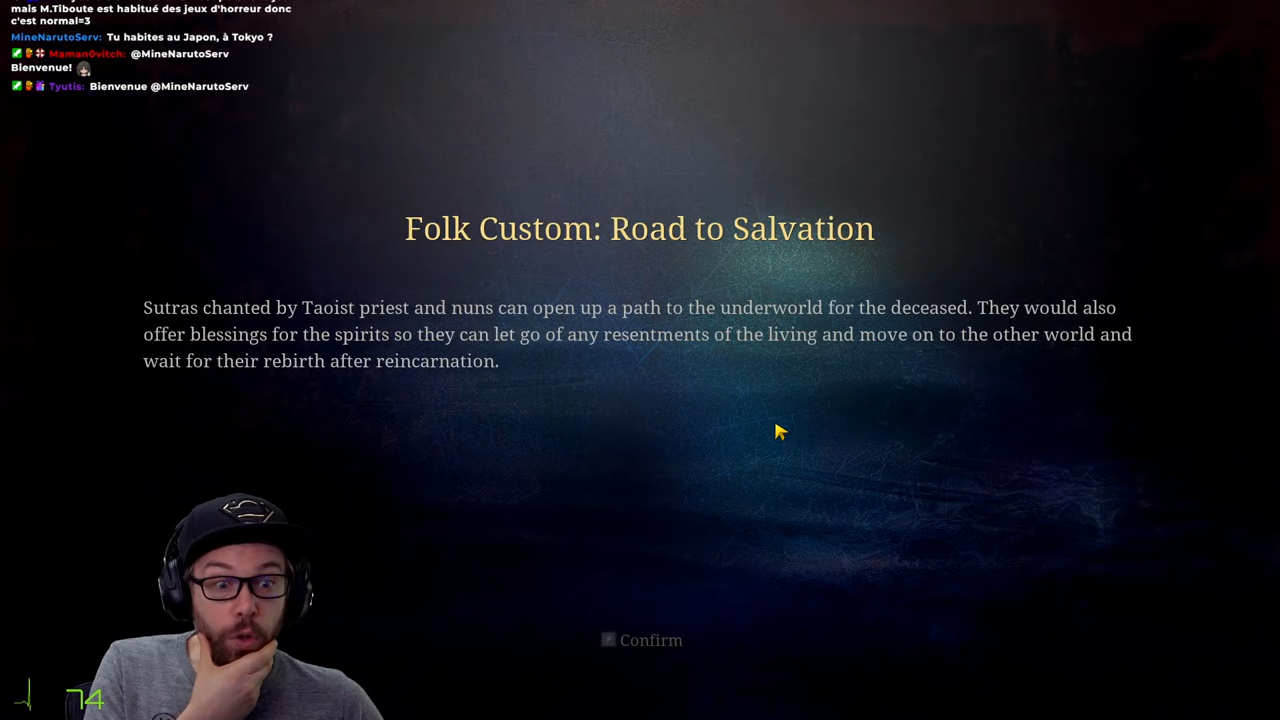 mais M.Tiboute est habitué des jeux d'horreur donc
c'est normal=3
MineNarutoServ: Tu habites au Japon, à Tokyo ?
Maman0vitch: @MineNarutoServ
Bienvenue!
Tyutis: Bienvenue @MineNarutoServ
Folk Custom: Road to Salvation
Sutras chanted by Taoist priest and nuns can open up a path to the underworld for the deceased. They would also
offer blessings for the spirits so they can let go of any resentments of the living and move on to the other world and
wait for their rebirth after reincarnation.
F Confirm
74